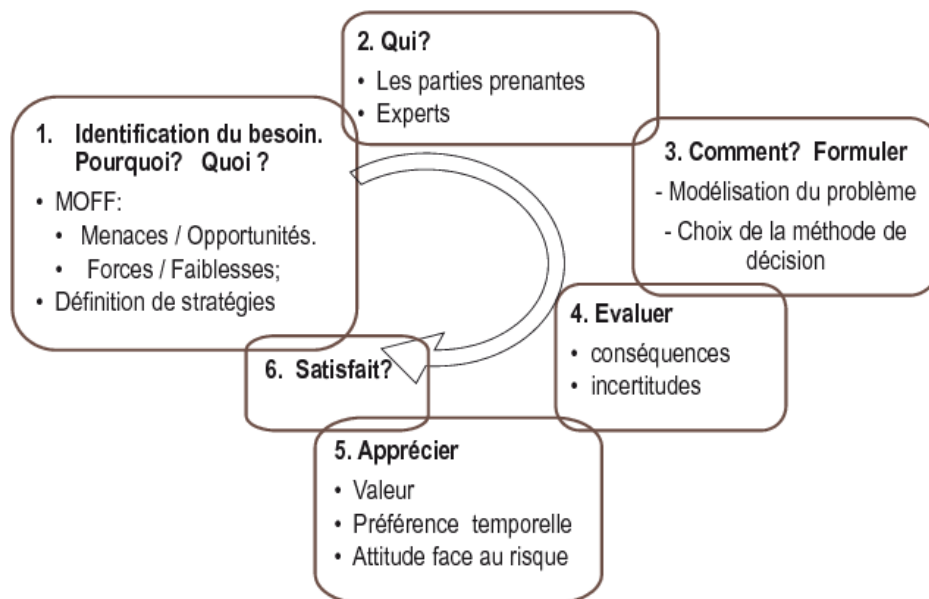 1. Identification du besoin.
Pourquoi? Quoi ?
• MOFF:
• Menaces / Opportunités.
• Forces / Faiblesses;
• Définition de stratégies
2. Qui?
• Les parties prenantes
• Experts
3. Comment? Formuler
- Modélisation du problème
- Choix de la méthode de
décision
4. Evaluer
• conséquences
• incertitudes
5. Apprécier
• Valeur
• Préférence temporelle
• Attitude face au risque
6. Satisfait?